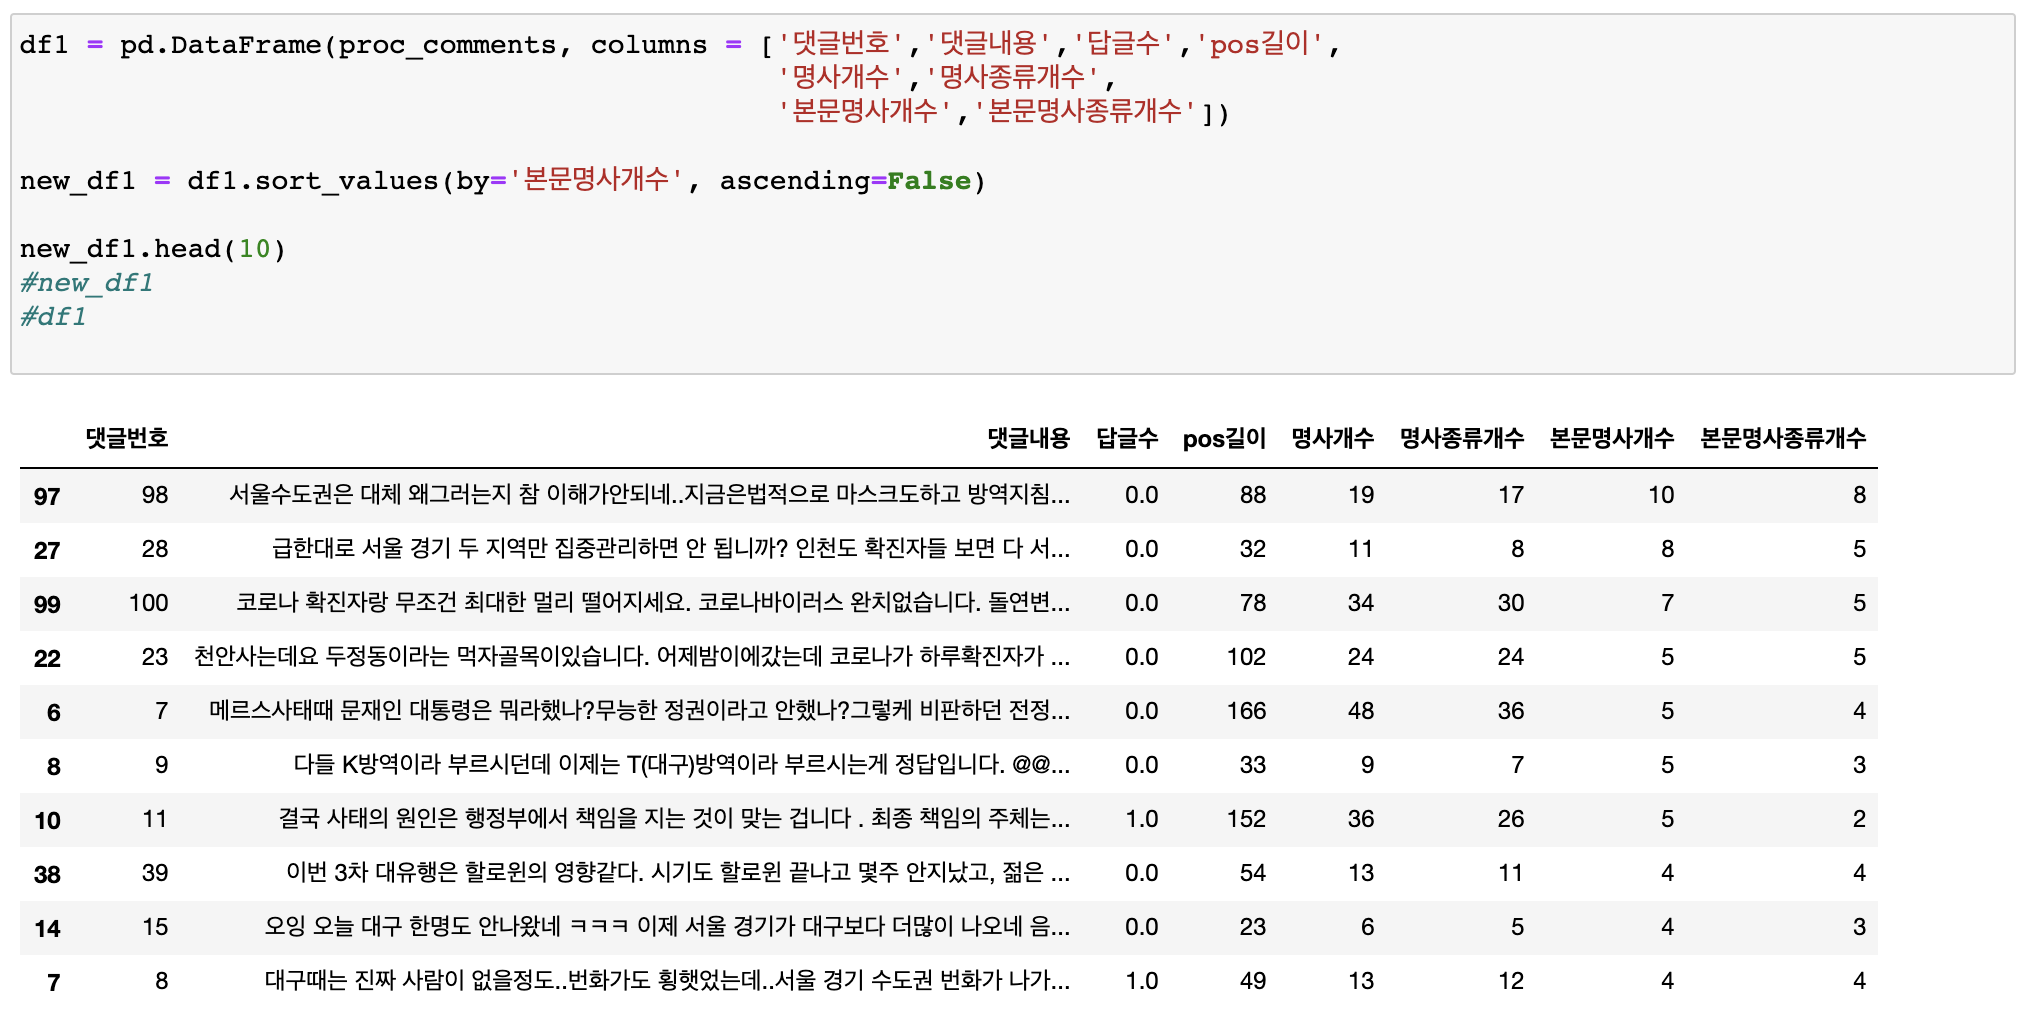 df1 = pd.DataFrame(proc_comments, columns = ['댓글번호','댓글내용','답글수','pos길이',
'명사개수','명사종류개수',
'본문명사개수','본문명사종류개수'])
new_df1 = df1.sort_values(by='본문명사개수', ascending=False)
new_df1.head(10)
#new_df1
#df1
댓글번호 댓글내용 답글수 pos길이 명사개수 명사종류개수 본문명사개수 본문명사종류개수
97 98 서울수도권은 대체 왜그러는지 참 이해가안되네..지금은법적으로 마스크도하고 방역지침... 0.0 88 19 17 10 8
27 28 급한대로 서울 경기 두 지역만 집중관리하면 안 됩니까? 인천도 확진자들 보면 다 서... 0.0 32 11 8 8 5
99 100 코로나 확진자랑 무조건 최대한 멀리 떨어지세요. 코로나바이러스 완치없습니다. 돌연변... 0.0 78 34 30 7 5
22 23 천안사는데요 두정동이라는 먹자골목이있습니다. 어제밤이에갔는데 코로나가 하루확진자가 ... 0.0 102 24 24 5 5
6 7 메르스사태때 문재인 대통령은 뭐라했나?무능한 정권이라고 안했나?그렇케 비판하던 전정... 0.0 166 48 36 5 4
8 9 다들 K방역이라 부르시던데 이제는 T(대구)방역이라 부르시는게 정답입니다. @@... 0.0 33 9 7 5 3
10 11 결국 사태의 원인은 행정부에서 책임을 지는 것이 맞는 겁니다 . 최종 책임의 주체는... 1.0 152 36 26 5 2
38 39 이번 3차 대유행은 할로윈의 영향같다. 시기도 할로윈 끝나고 몇주 안지났고, 젊은 ... 0.0 54 13 11 4 4
14 15 오잉 오늘 대구 한명도 안나왔네 ㅋㅋㅋ 이제 서울 경기가 대구보다 더많이 나오네 음... 0.0 23 6 5 4 3
7 8 대구때는 진짜 사람이 없을정도..번화가도 횡햇었는데..서울 경기 수도권 번화가 나가... 1.0 49 13 12 4 4